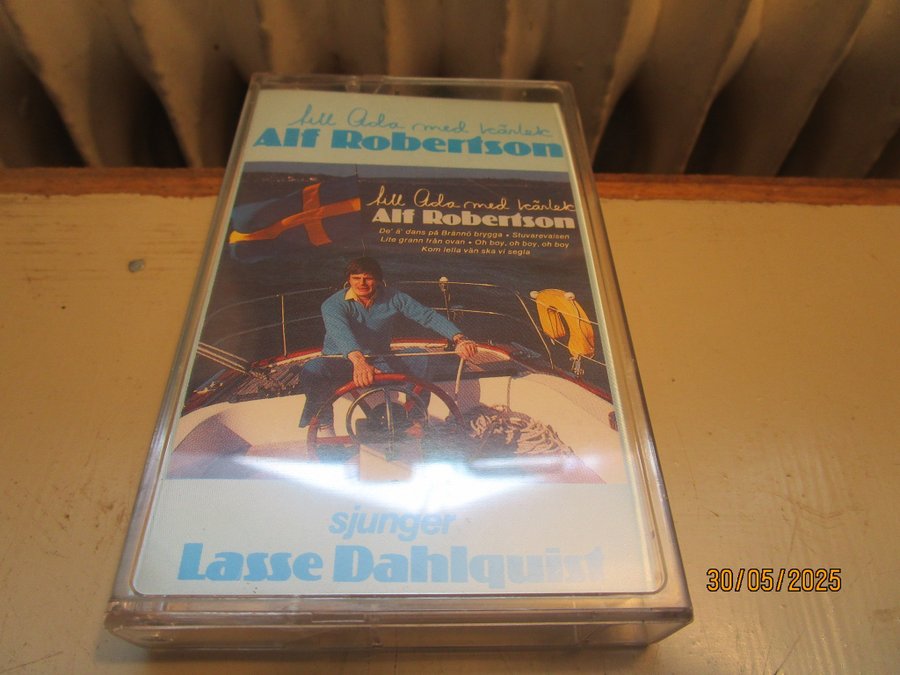 till Ada med kärlek
Alf Robertson
till Ada med kärlek
Alf Robertson
De' ä' dans på Brännö brygga • Stuvarevalsen
Lite grann från ovan • Oh boy, oh boy, oh boy
Kom lella vän ska vi segla
sjunger
Lasse Dahlquist
30/05/2025